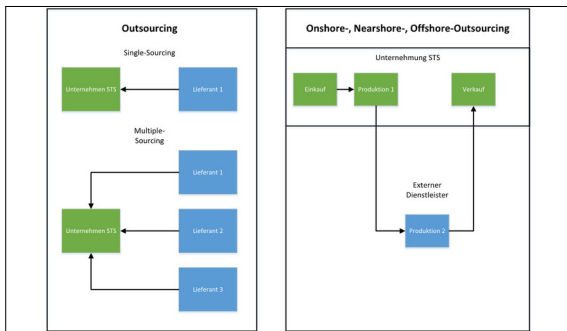 Outsourcing
Single-Sourcing
Unternehmen STS
Lieferant 1
Multiple-
Sourcing
Lieferant 1
Unternehmen STS
Lieferant 2
Lieferant 3
Onshore-, Nearshore-, Offshore-Outsourcing
Unternehmung STS
Einkauf
Produktion 1
Verkauf
Externer
Dienstleister
Produktion 2